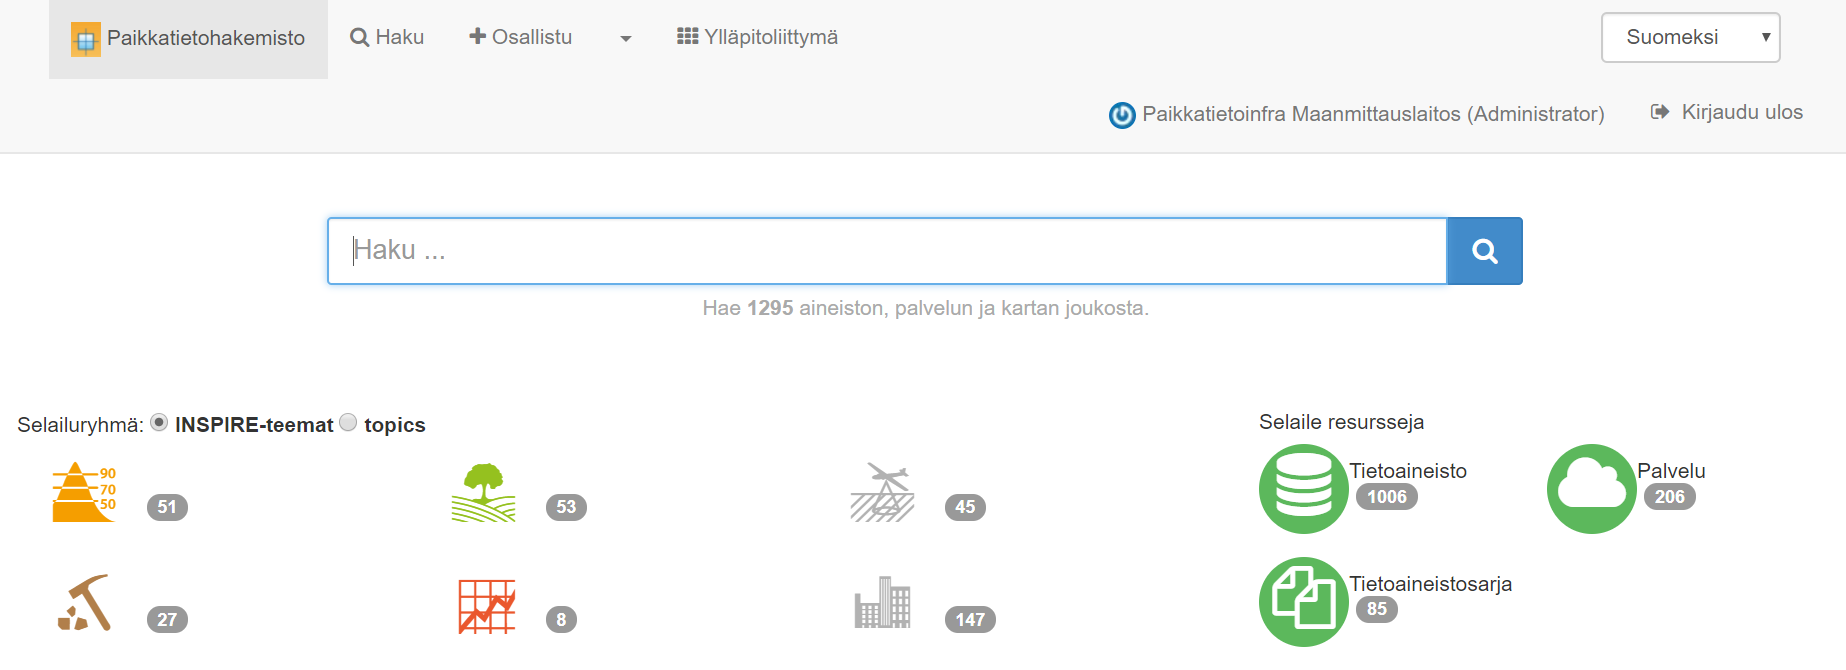 Paikkatietohakemisto Haku Osallistu Ylläpitoliittymä Suomeksi
Paikkatietoinfra Maanmittauslaitos (Administrator) Kirjaudu ulos
Haku ...
Hae 1295 aineiston, palvelun ja kartan joukosta.
Selailuryhmä: INSPIRE-teemat topics
90
70
50
51
53
45
27
8
147
Selaile resursseja
Tietoaineisto
1006
Palvelu
206
Tietoaineistosarja
85